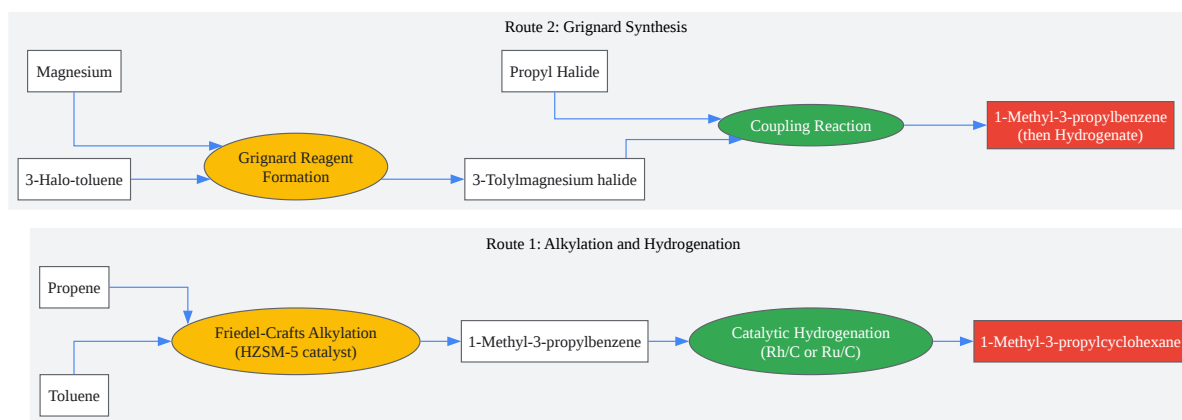 Route 2: Grignard Synthesis
Magnesium
Propyl Halide
Coupling Reaction
1-Methyl-3-propylbenzene
(then Hydrogenate)
Grignard Reagent
Formation
3-Halo-toluene
3-Tolylmagnesium halide
Route 1: Alkylation and Hydrogenation
Propene
Friedel-Crafts Alkylation
(HZSM-5 catalyst)
1-Methyl-3-propylbenzene
Catalytic Hydrogenation
(Rh/C or Ru/C)
1-Methyl-3-propylcyclohexane
Toluene